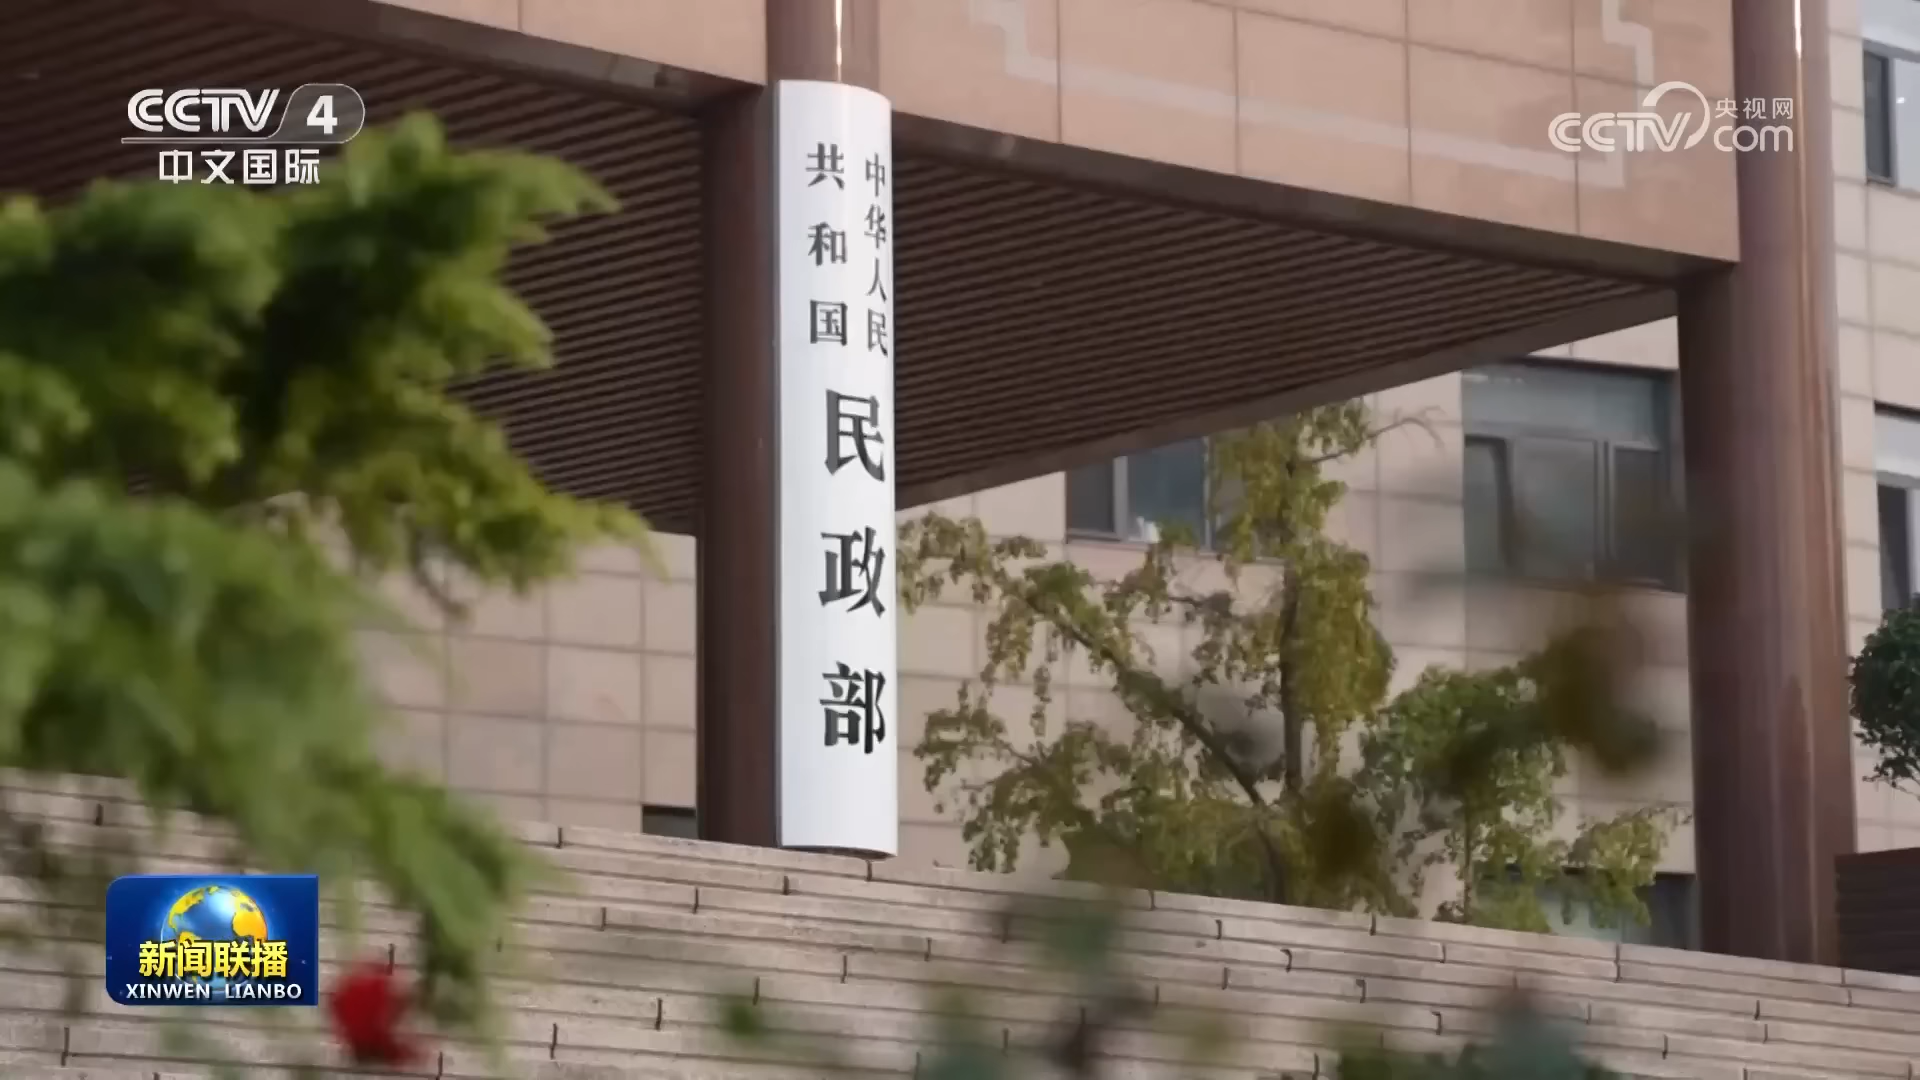 CCTV 4
中文国际
央视网
CCTV com
中华人民
共和国
民政部
新闻联播
XINWEN LIANBO